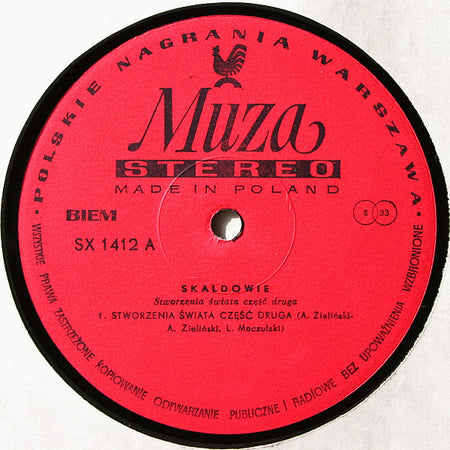 • POLSKIE NAGRANIA WARSZAWA •
Muza
STEREO
MADE IN POLAND
BIEM
S 33
SX 1412 A
SKALDOWIE
Stworzenia świata część druga
1. STWORZENIA ŚWIATA CZĘŚĆ DRUGA (A. Zieliński-
A. Zieliński, L. Moczulski)
WSZYSTKIE PRAWA ZASTRZEŻONE KOPIOWANIE ODTWARZANIE PUBLICZNE I RADIOWE BEZ UPOWAŻNIENIA WZBRONIONE